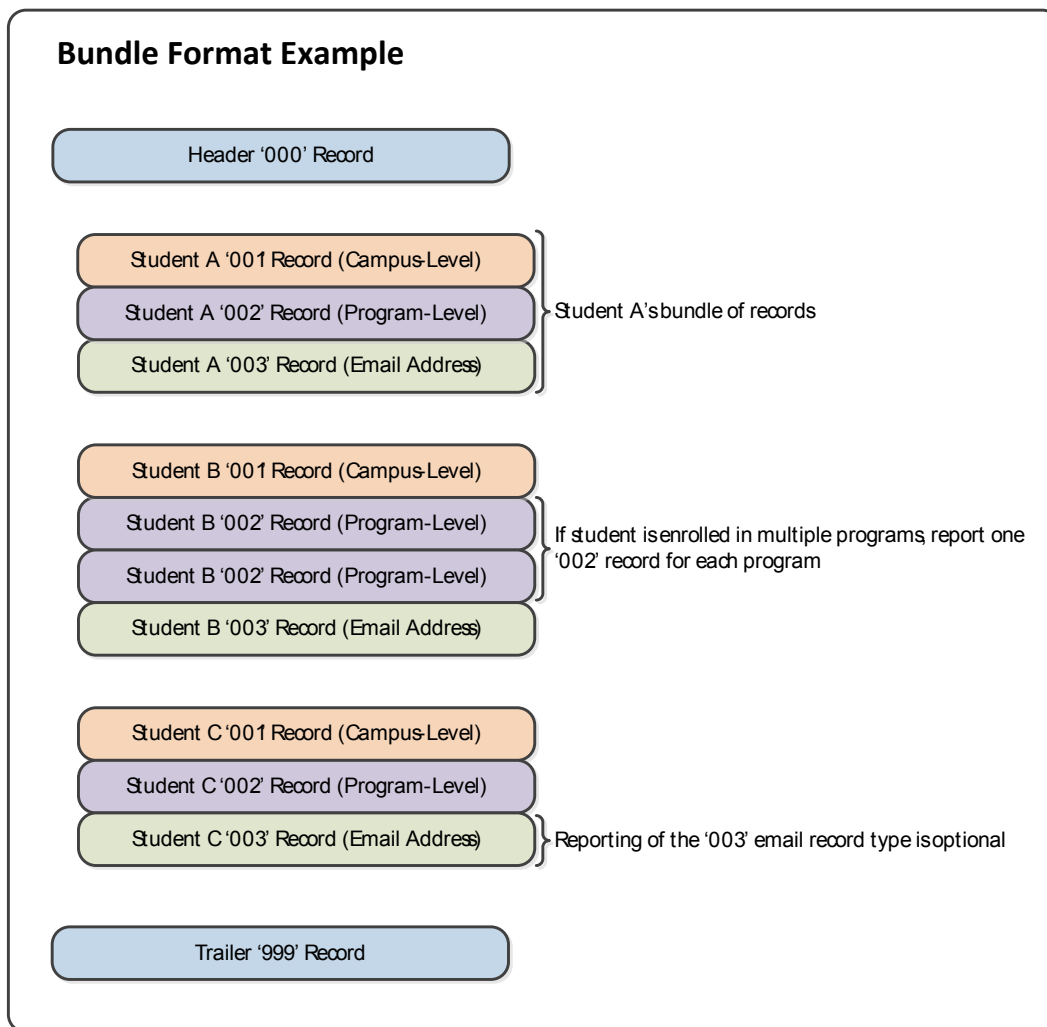 Bundle Format Example
Header ‘000’ Record
Student A ‘001’ Record (Campus-Level)
Student A ‘002’ Record (Program-Level)
Student A ‘003’ Record (Email Address)
Student A’s bundle of records
Student B ‘001’ Record (Campus-Level)
Student B ‘002’ Record (Program-Level)
Student B ‘002’ Record (Program-Level)
Student B ‘003’ Record (Email Address)
If student is enrolled in multiple programs, report one
‘002’ record for each program
Student C ‘001’ Record (Campus-Level)
Student C ‘002’ Record (Program-Level)
Student C ‘003’ Record (Email Address)
Reporting of the ‘003’ email record type is optional
Trailer ‘999’ Record